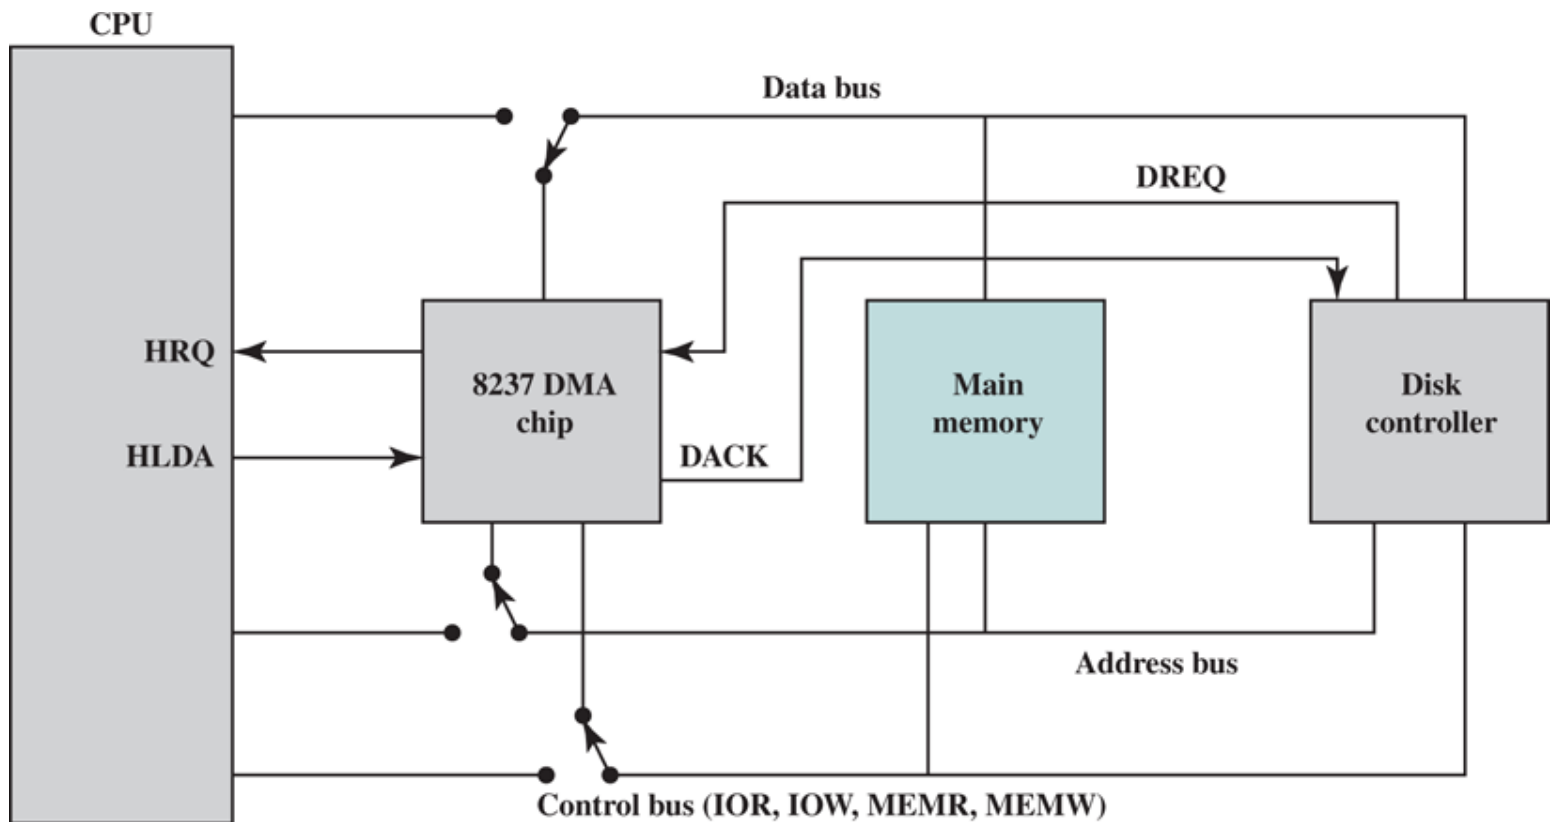 CPU
Data bus
DREQ
HRQ
8237 DMA
chip
Main
memory
Disk
controller
HLDA
DACK
Address bus
Control bus (IOR, IOW, MEMR, MEMW)